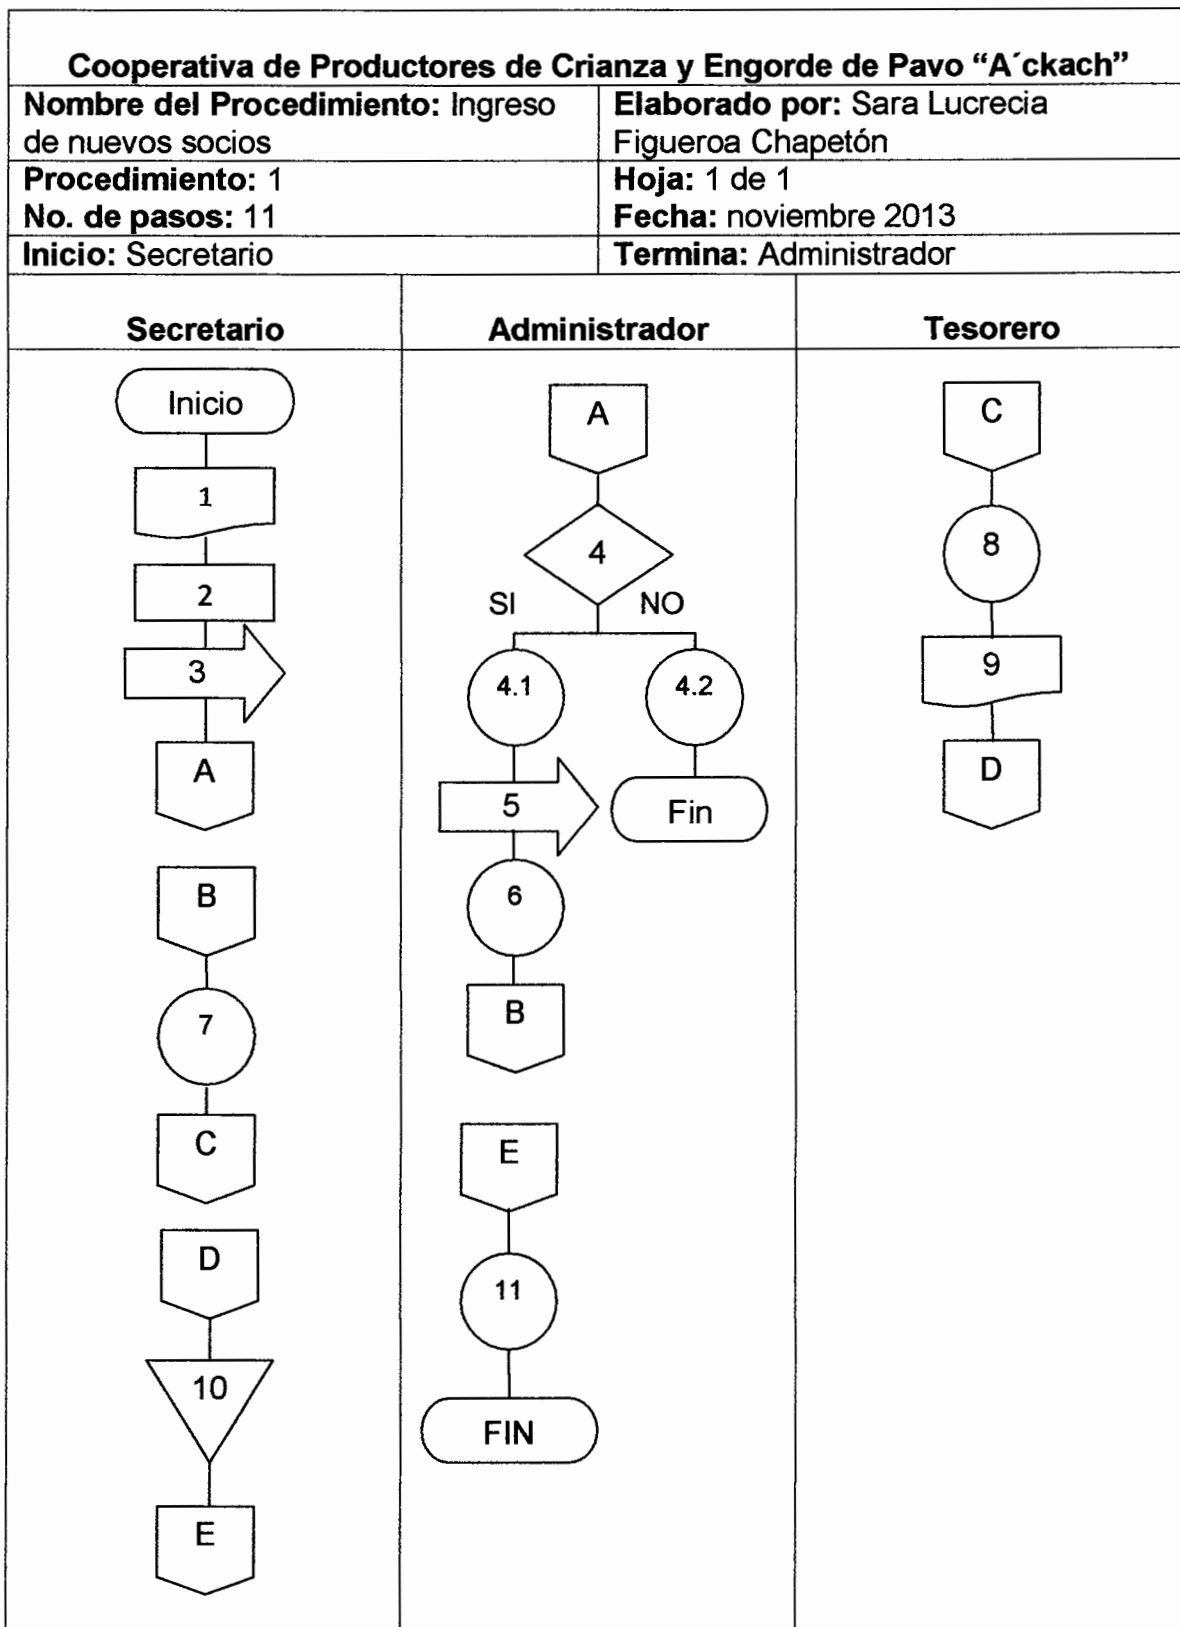 Cooperativa de Productores de Crianza y Engorde de Pavo “A´ckach”
Nombre del Procedimiento: Ingreso
de nuevos socios
Elaborado por: Sara Lucrecia
Figueroa Chapetón
Procedimiento: 1
No. de pasos: 11
Hoja: 1 de 1
Fecha: noviembre 2013
Inicio: Secretario
Termina: Administrador
Secretario
Inicio
1
2
3
A
B
7
C
D
10
E
Administrador
A
4
SI
NO
4.1
4.2
5
Fin
6
B
E
11
FIN
Tesorero
C
8
9
D